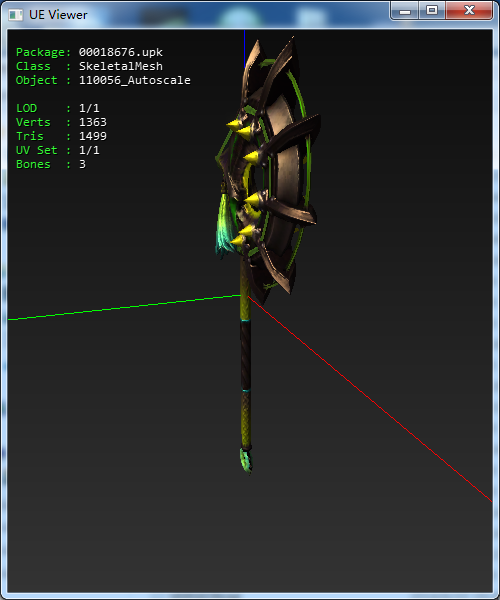 UE Viewer
Package: 00018676.upk
Class : SkeletalMesh
Object : 110056_Autoscale
LOD : 1/1
Verts : 1363
Tris : 1499
UV Set : 1/1
Bones : 3